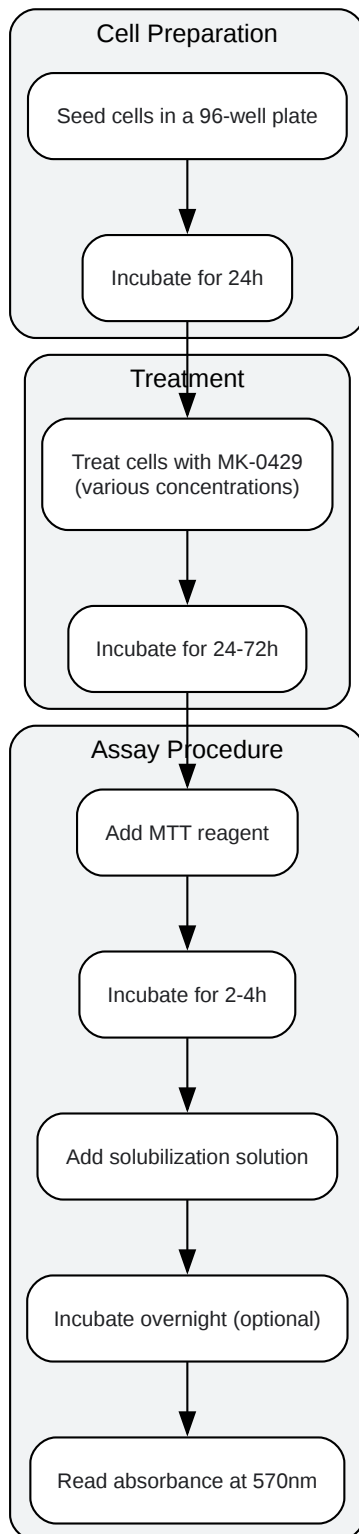 Cell Preparation
Seed cells in a 96-well plate
Incubate for 24h
Treatment
Treat cells with MK-0429
(various concentrations)
Incubate for 24-72h
Assay Procedure
Add MTT reagent
Incubate for 2-4h
Add solubilization solution
Incubate overnight (optional)
Read absorbance at 570nm